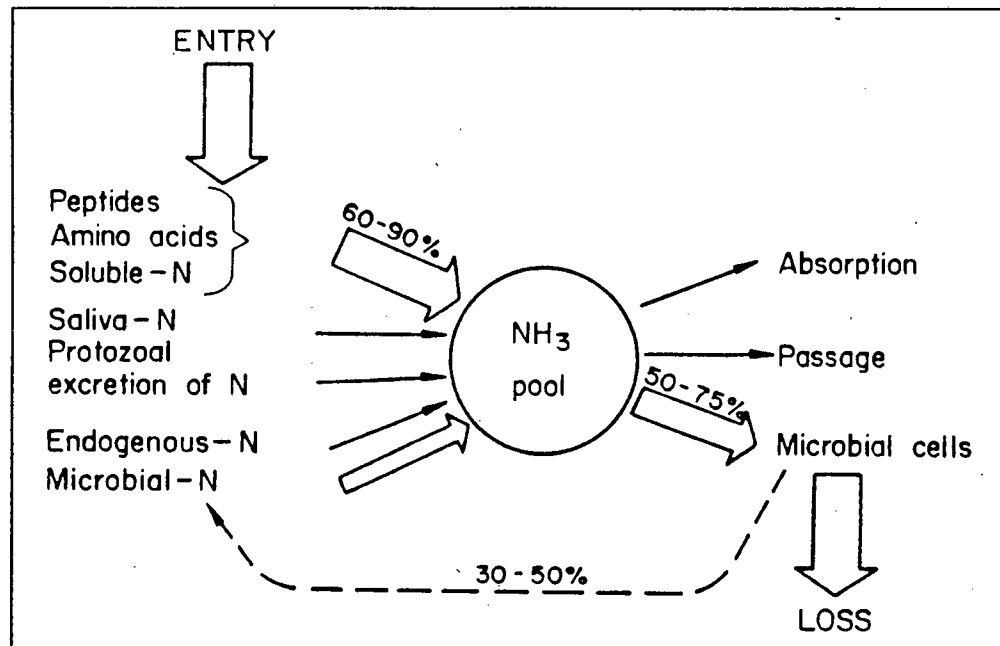 ENTRY
Peptides
Amino acids
Soluble-N
Saliva-N
Protozoal
excretion of N
Endogenous-N
Microbial-N
60-90%
NH3
pool
Absorption
Passage
50-75%
Microbial cells
30-50%
LOSS